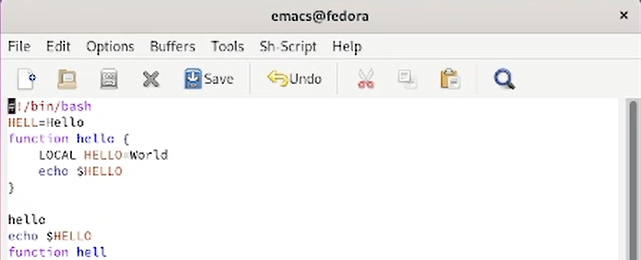 emacs@fedora ×
File Edit Options Buffers Tools Sh-Script Help
Save Undo
#!/bin/bash
HELL=Hello
function hello {
LOCAL HELLO=World
echo $HELLO
}
hello
echo $HELLO
function hell